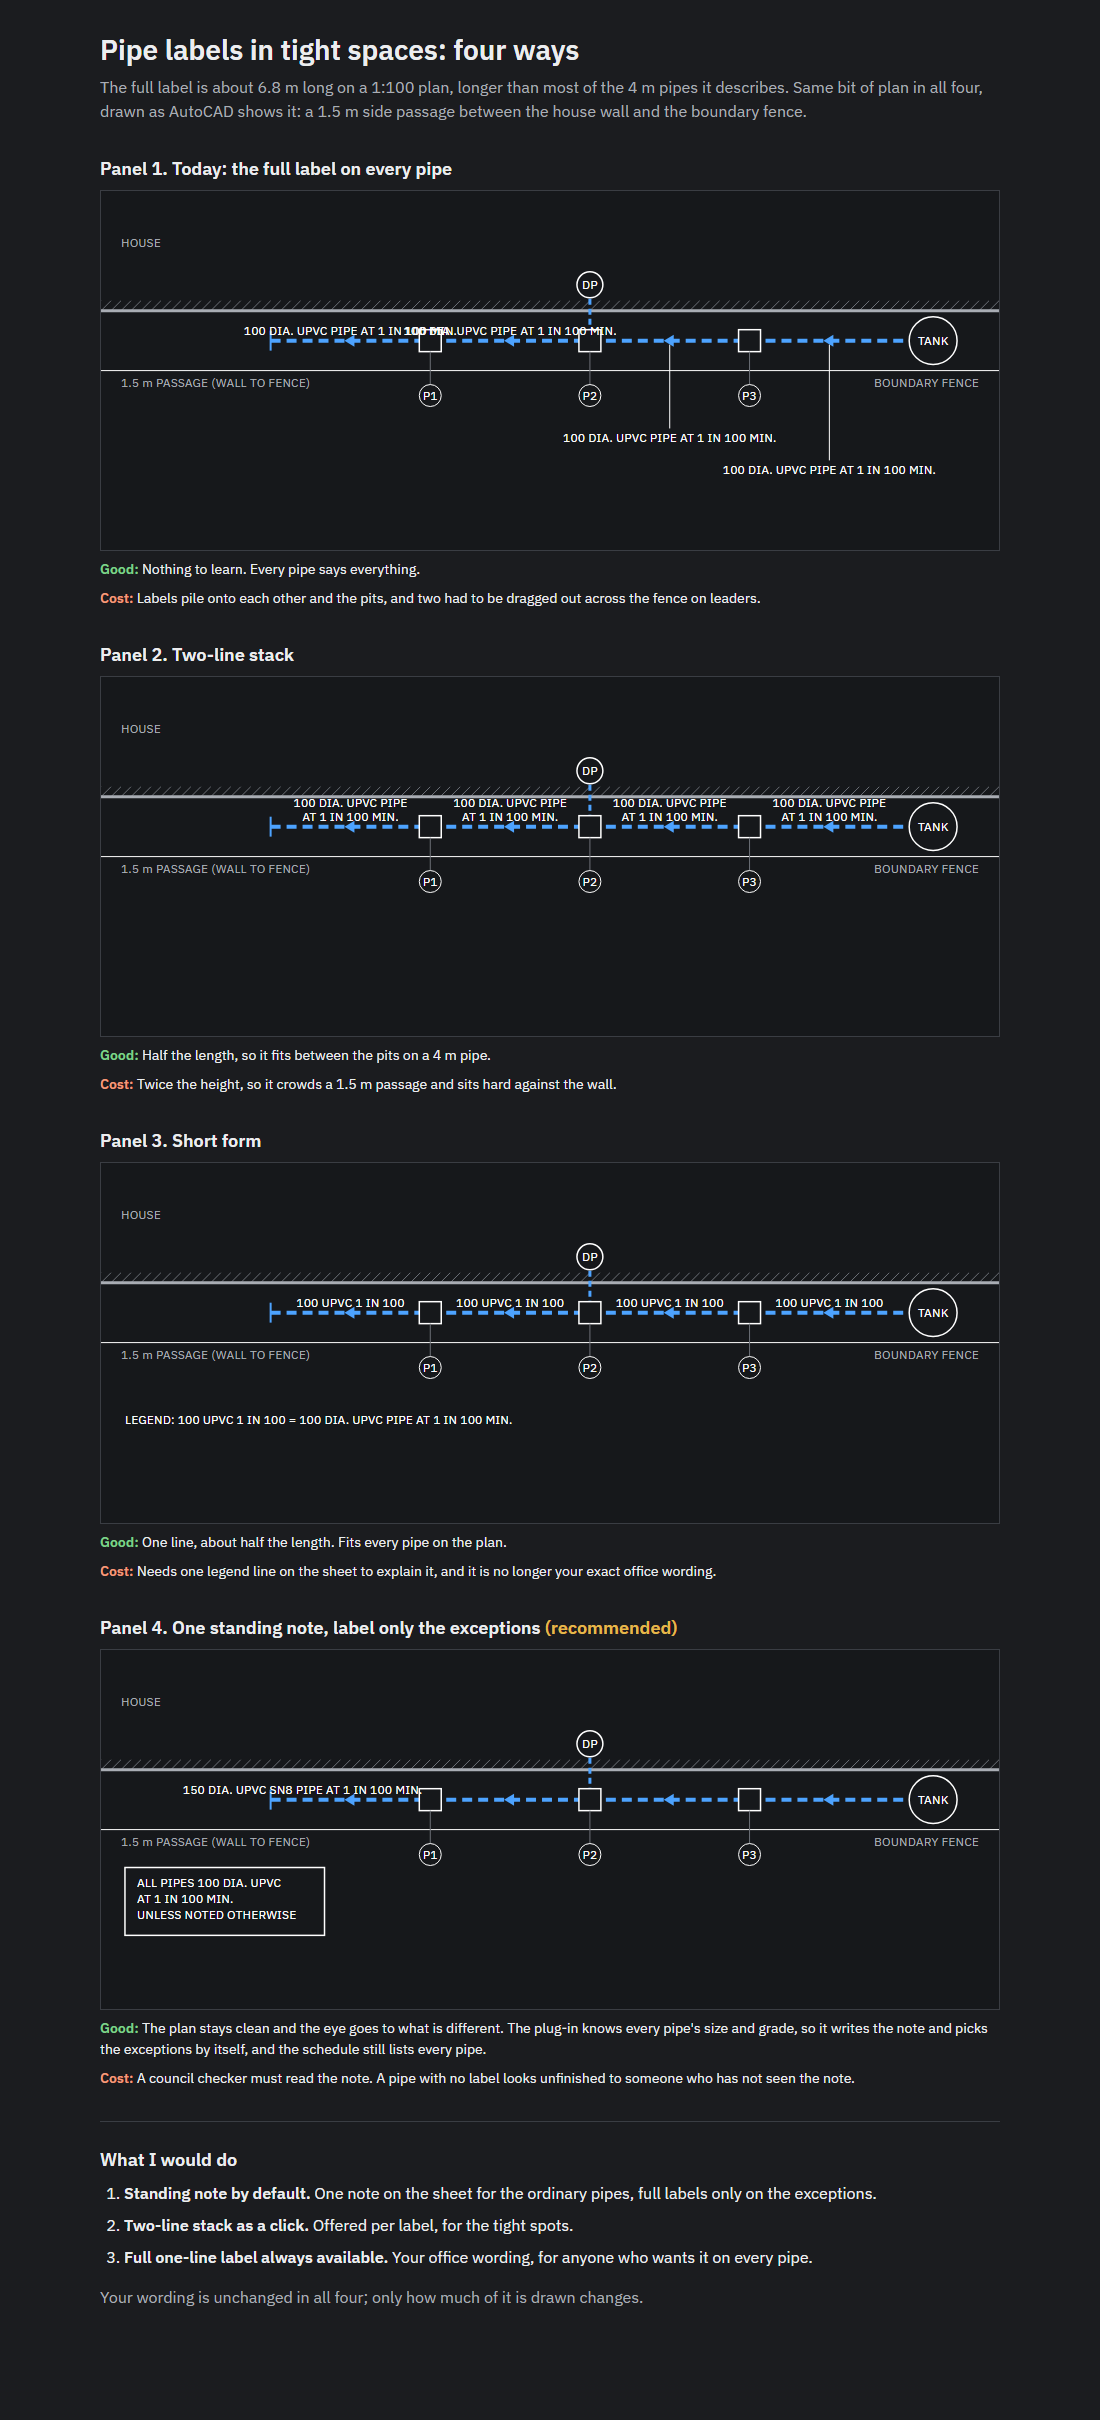 Pipe labels in tight spaces: four ways
The full label is about 6.8 m long on a 1:100 plan, longer than most of the 4 m pipes it describes. Same bit of plan in all four,
drawn as AutoCAD shows it: a 1.5 m side passage between the house wall and the boundary fence.
Panel 1. Today: the full label on every pipe
HOUSE
DP
100 DIA. UPVC PIPE AT 1 IN 100 MIN.
100 DIA. UPVC PIPE AT 1 IN 100 MIN.
TANK
1.5 m PASSAGE (WALL TO FENCE)
BOUNDARY FENCE
P1
P2
P3
100 DIA. UPVC PIPE AT 1 IN 100 MIN.
100 DIA. UPVC PIPE AT 1 IN 100 MIN.
Good: Nothing to learn. Every pipe says everything.
Cost: Labels pile onto each other and the pits, and two had to be dragged out across the fence on leaders.
Panel 2. Two-line stack
HOUSE
DP
100 DIA. UPVC PIPE
AT 1 IN 100 MIN.
100 DIA. UPVC PIPE
AT 1 IN 100 MIN.
100 DIA. UPVC PIPE
AT 1 IN 100 MIN.
100 DIA. UPVC PIPE
AT 1 IN 100 MIN.
TANK
1.5 m PASSAGE (WALL TO FENCE)
BOUNDARY FENCE
P1
P2
P3
Good: Half the length, so it fits between the pits on a 4 m pipe.
Cost: Twice the height, so it crowds a 1.5 m passage and sits hard against the wall.
Panel 3. Short form
HOUSE
DP
100 UPVC 1 IN 100
100 UPVC 1 IN 100
100 UPVC 1 IN 100
100 UPVC 1 IN 100
TANK
1.5 m PASSAGE (WALL TO FENCE)
BOUNDARY FENCE
P1
P2
P3
LEGEND: 100 UPVC 1 IN 100 = 100 DIA. UPVC PIPE AT 1 IN 100 MIN.
Good: One line, about half the length. Fits every pipe on the plan.
Cost: Needs one legend line on the sheet to explain it, and it is no longer your exact office wording.
Panel 4. One standing note, label only the exceptions (recommended)
HOUSE
DP
150 DIA. UPVC SN8 PIPE AT 1 IN 100 MIN.
TANK
1.5 m PASSAGE (WALL TO FENCE)
BOUNDARY FENCE
P1
P2
P3
ALL PIPES 100 DIA. UPVC
AT 1 IN 100 MIN.
UNLESS NOTED OTHERWISE
Good: The plan stays clean and the eye goes to what is different. The plug-in knows every pipe's size and grade, so it writes the note and picks
the exceptions by itself, and the schedule still lists every pipe.
Cost: A council checker must read the note. A pipe with no label looks unfinished to someone who has not seen the note.
What I would do
1. Standing note by default. One note on the sheet for the ordinary pipes, full labels only on the exceptions.
2. Two-line stack as a click. Offered per label, for the tight spots.
3. Full one-line label always available. Your office wording, for anyone who wants it on every pipe.
Your wording is unchanged in all four; only how much of it is drawn changes.